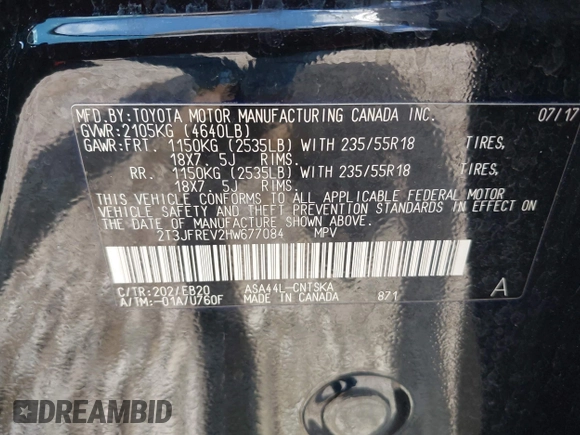 MFD.BY:TOYOTA MOTOR MANUFACTURING CANADA INC. 07/17
GVWR:2105KG (4640LB)
GAWR:FRT. 1150KG (2535LB) WITH 235/55R18 TIRES,
18X7.5J RIMS.
RR. 1150KG (2535LB) WITH 235/55R18 TIRES,
18X7.5J RIMS.
THIS VEHICLE CONFORMS TO ALL APPLICABLE FEDERAL MOTOR
VEHICLE SAFETY AND THEFT PREVENTION STANDARDS IN EFFECT ON
THE DATE OF MANUFACTURE SHOWN ABOVE.
2T3JFREV2HW677084 MPV
C/TR:202/EB20 ASA44L-CNTSKA
A/TM:-01A/U760F MADE IN CANADA 871 A
DREAMBID